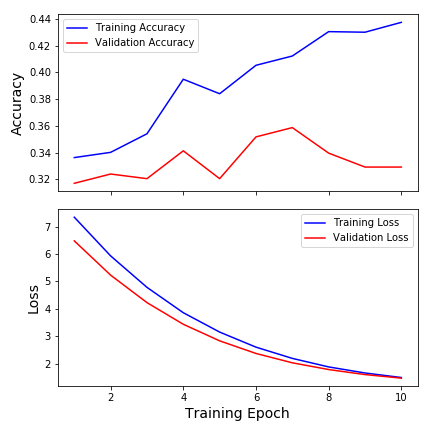 0.44
0.42
0.40
0.38
0.36
0.34
0.32
Accuracy
Training Accuracy
Validation Accuracy
7
6
5
4
3
2
Loss
Training Loss
Validation Loss
2
4
6
8
10
Training Epoch